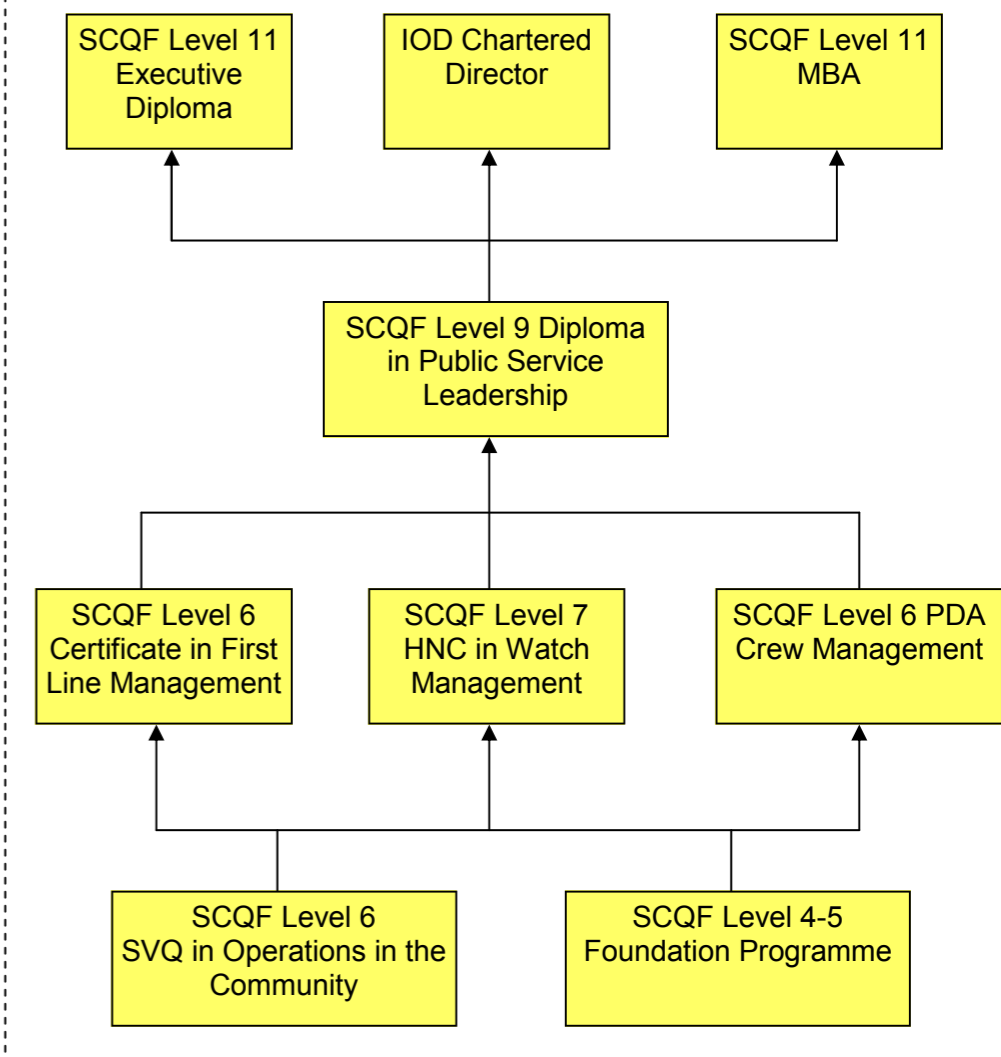 SCQF Level 11
Executive
Diploma
IOD Chartered
Director
SCQF Level 11
MBA
SCQF Level 9 Diploma
in Public Service
Leadership
SCQF Level 6
Certificate in First
Line Management
SCQF Level 7
HNC in Watch
Management
SCQF Level 6 PDA
Crew Management
SCQF Level 6
SVQ in Operations in the
Community
SCQF Level 4-5
Foundation Programme